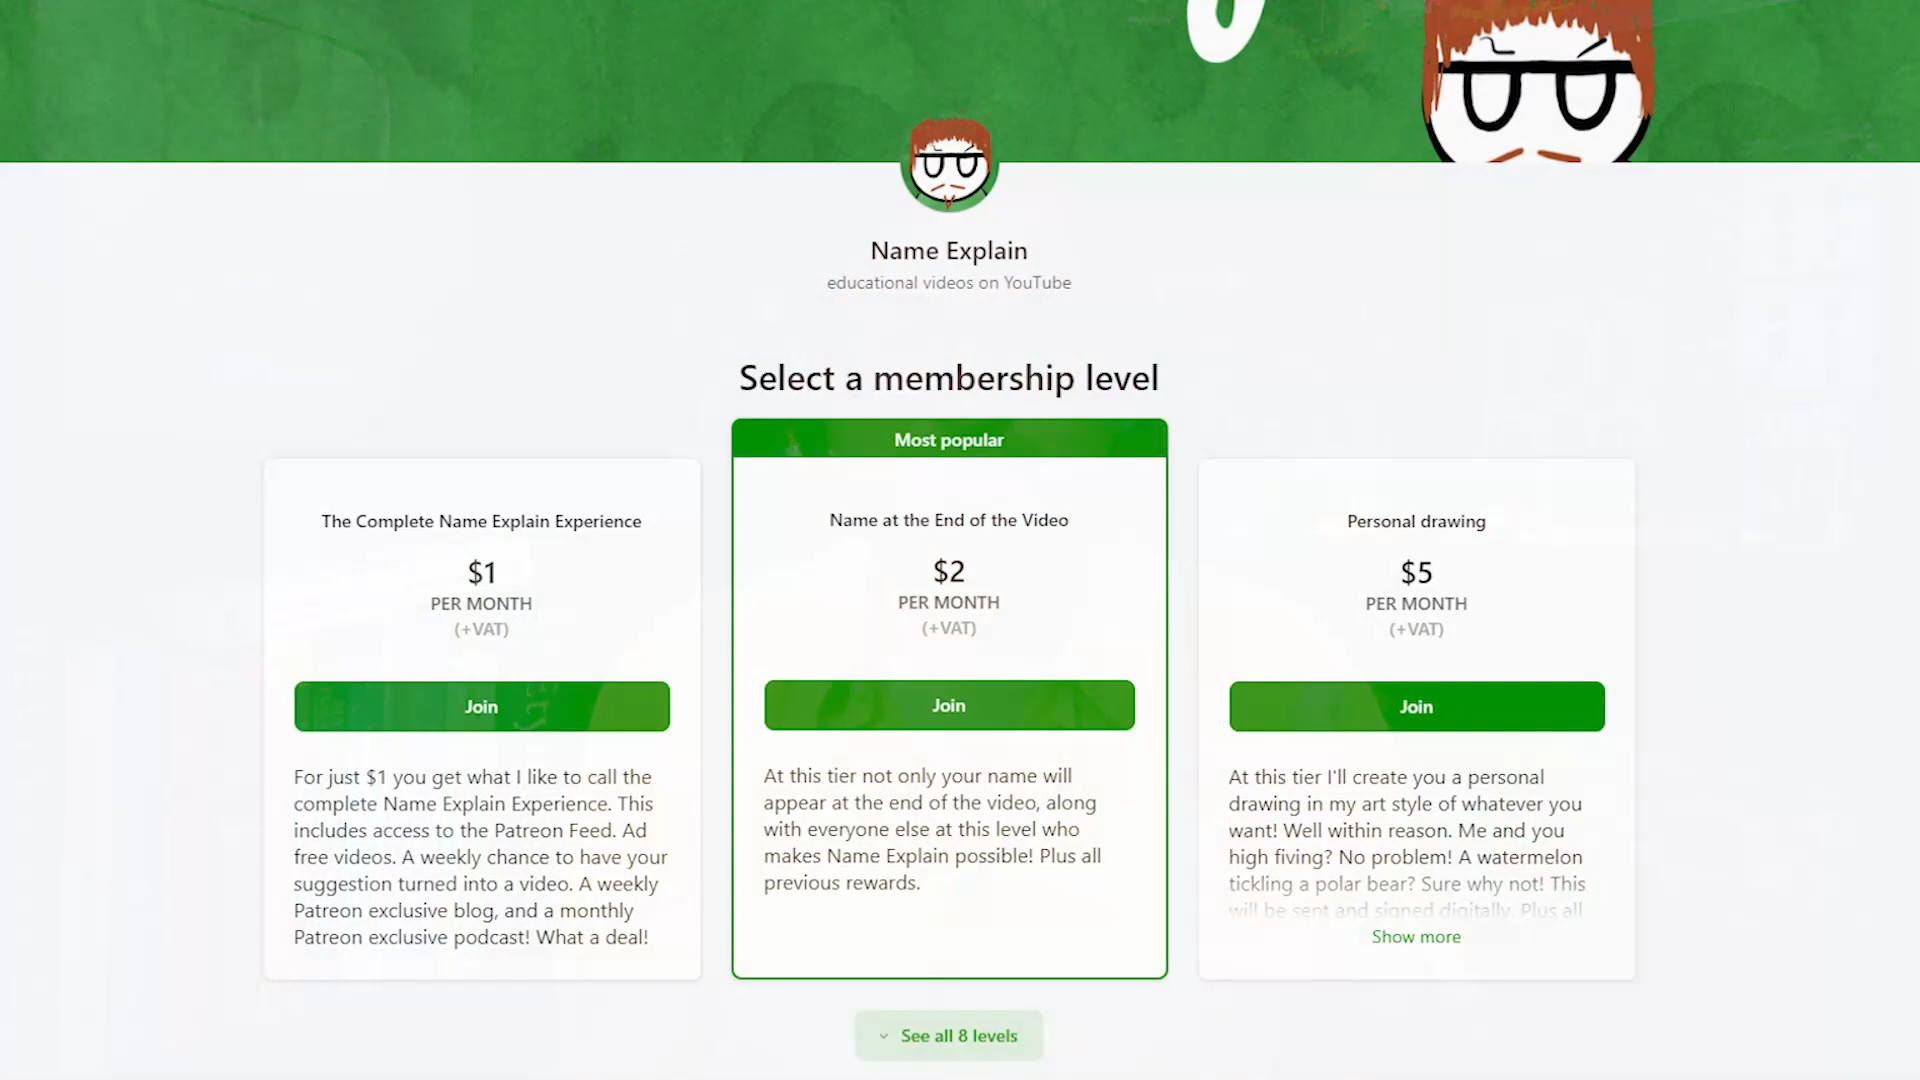 Name Explain
educational videos on YouTube
Select a membership level
The Complete Name Explain Experience
$1
PER MONTH
(+VAT)
Join
For just $1 you get what I like to call the
complete Name Explain Experience. This
includes access to the Patreon Feed. Ad
free videos. A weekly chance to have your
suggestion turned into a video. A weekly
Patreon exclusive blog, and a monthly
Patreon exclusive podcast! What a deal!
Most popular
Name at the End of the Video
$2
PER MONTH
(+VAT)
Join
At this tier not only your name will
appear at the end of the video, along
with everyone else at this level who
makes Name Explain possible! Plus all
previous rewards.
Personal drawing
$5
PER MONTH
(+VAT)
Join
At this tier I'll create you a personal
drawing in my art style of whatever you
want! Well within reason. Me and you
high fiving? No problem! A watermelon
tickling a polar bear? Sure why not! This
will be sent and signed digitally. Plus all
Show more
See all 8 levels